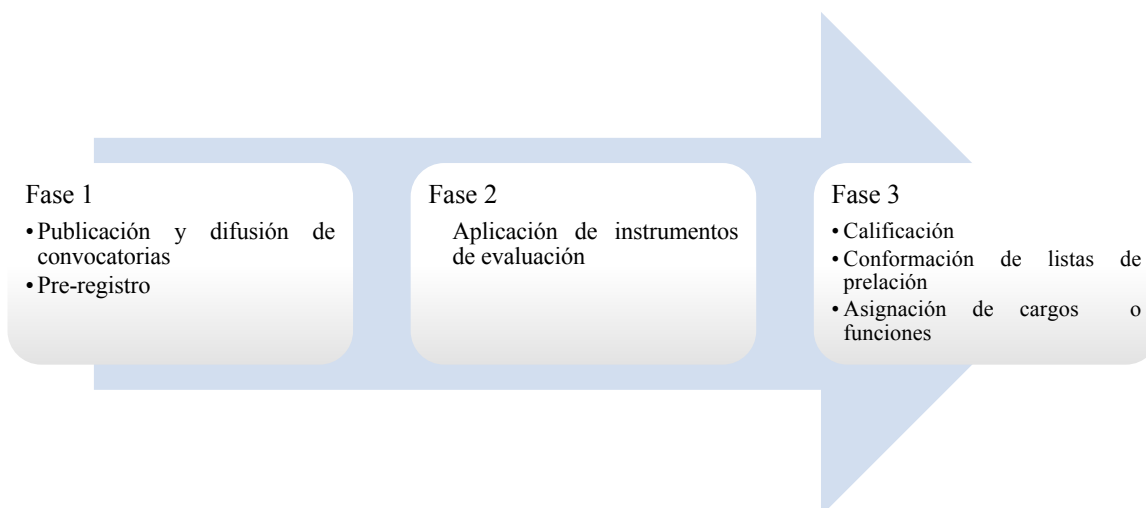 Fase 1
• Publicación y difusión de
convocatorias
• Pre-registro
Fase 2
Aplicación de instrumentos
de evaluación
Fase 3
• Calificación
• Conformación de listas de
prelación
• Asignación de cargos o
funciones